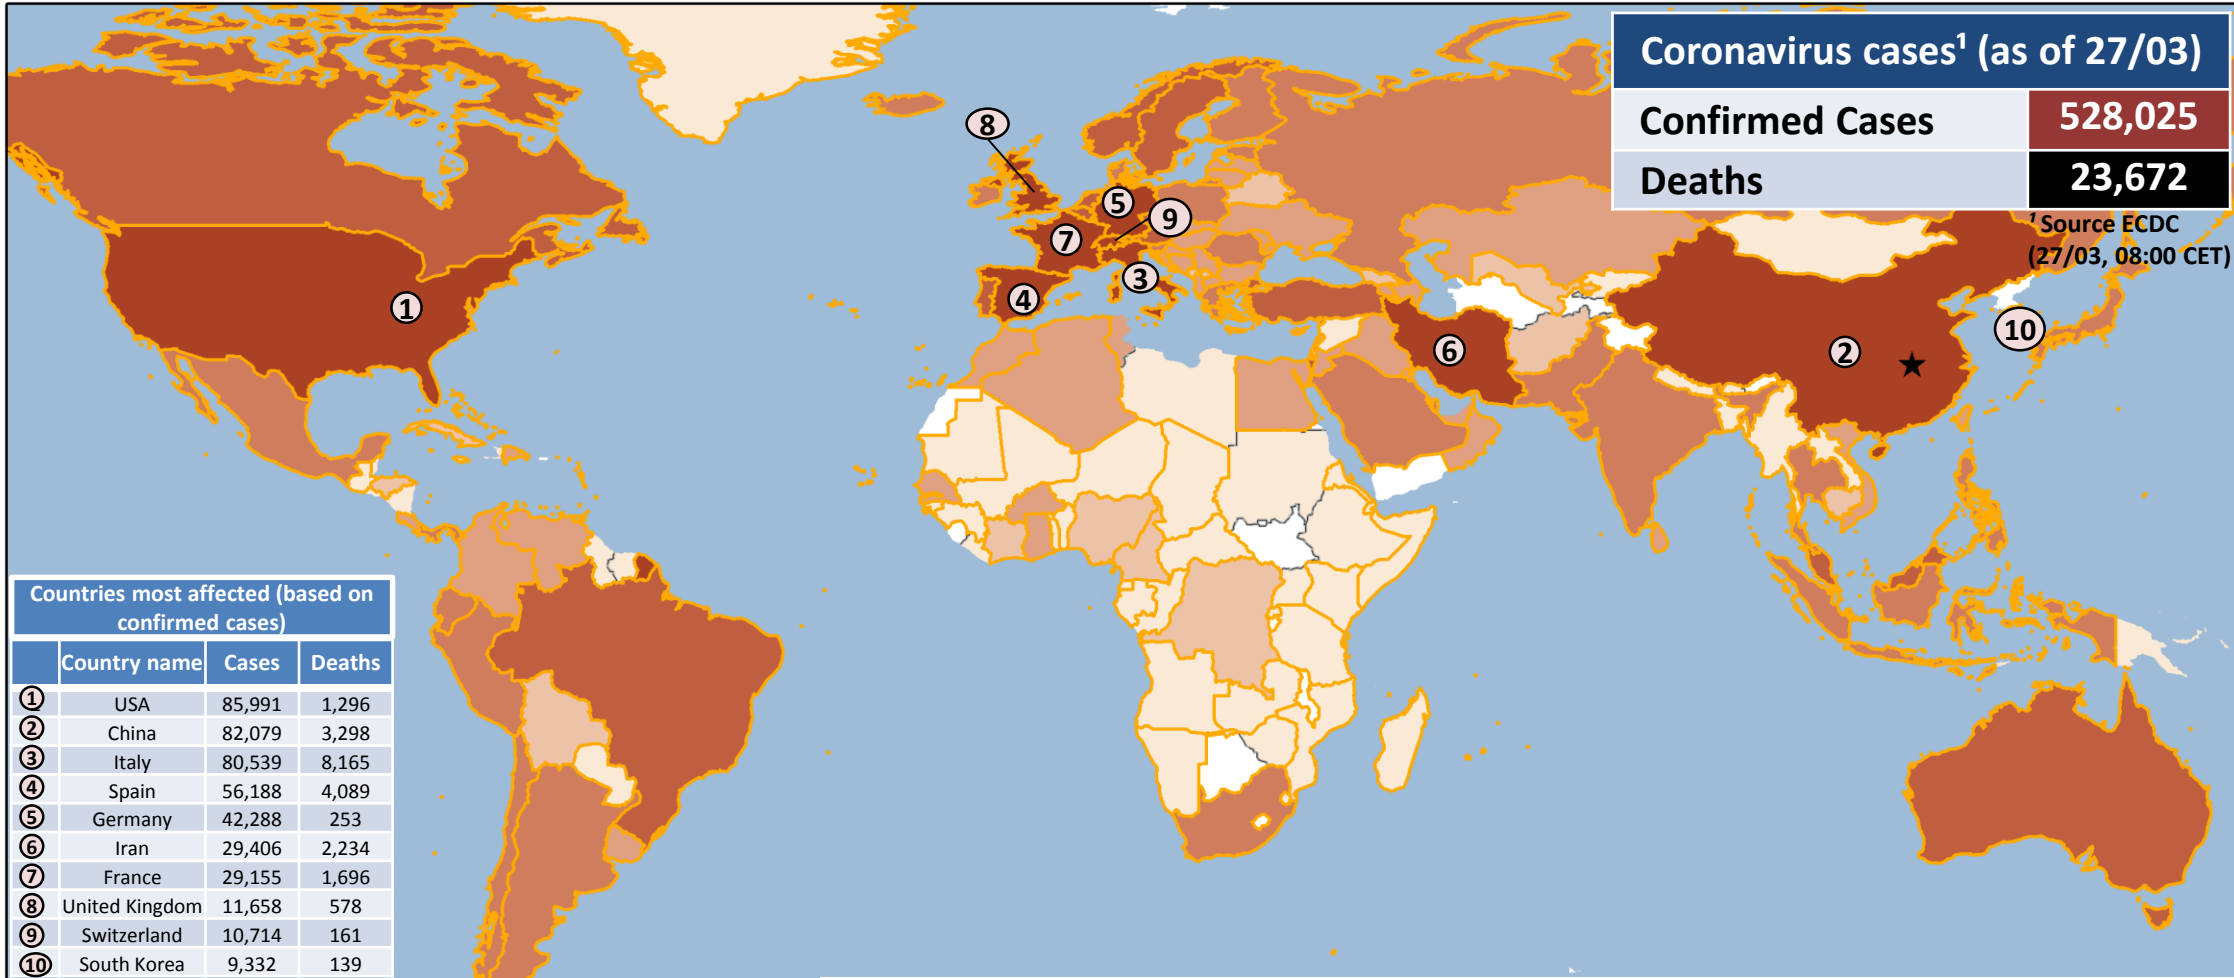 Coronavirus cases¹ (as of 27/03)
Confirmed Cases 528,025
Deaths 23,672
¹ Source ECDC
(27/03, 08:00 CET)
8
5
9
7
3
4
1
6
2
10
Countries most affected (based on
confirmed cases)
Country name Cases Deaths
1 USA 85,991 1,296
2 China 82,079 3,298
3 Italy 80,539 8,165
4 Spain 56,188 4,089
5 Germany 42,288 253
6 Iran 29,406 2,234
7 France 29,155 1,696
8 United Kingdom 11,658 578
9 Switzerland 10,714 161
10 South Korea 9,332 139